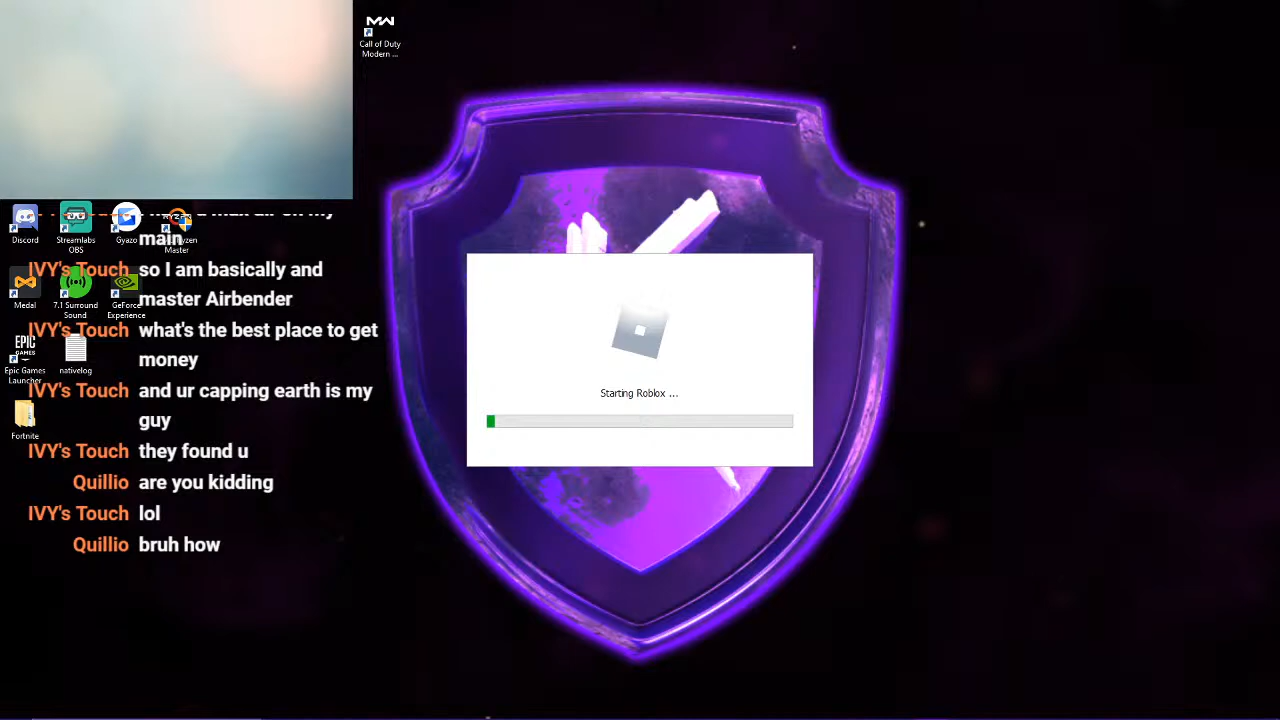 MW
Call of Duty
Modern ...
Discord
Streamlabs
OBS
Gyazo
Master
main
IVY's Touch so I am basically and
master Airbender
Medal
7.1 Surround
Sound
GeForce
Experience
IVY's Touch what's the best place to get
money
EPIC
GAMES
Epic Games
Launcher
nativelog
IVY's Touch and ur capping earth is my
guy
Fortnite
IVY's Touch they found u
Quillio are you kidding
IVY's Touch lol
Quillio bruh how
Starting Roblox ...